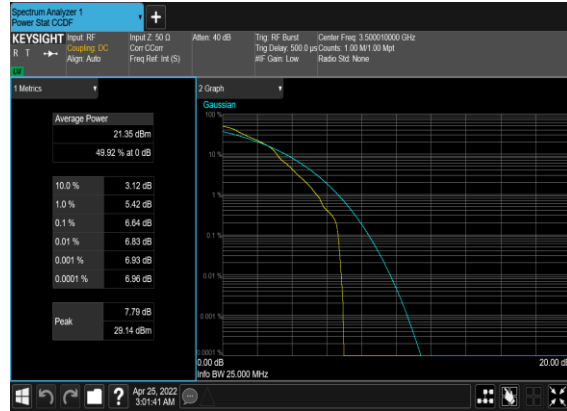 Spectrum Analyzer 1
Power Stat CCDF
KEYSIGHT
R T
Input: RF
Coupling: DC
Align: Auto
Input Z: 50 Ω
Corr CCorr
Freq Ref: Int (S)
Atten: 40 dB
Trig: RF Burst
Trig Delay: 500.0 µs
#IF Gain: Low
Center Freq: 3.500010000 GHz
Counts: 1.00 M/1.00 Mpt
Radio Std: None
1 Metrics
Average Power
21.35 dBm
49.92 % at 0 dB
10.0 % 3.12 dB
1.0 % 5.42 dB
0.1 % 6.64 dB
0.01 % 6.83 dB
0.001 % 6.93 dB
0.0001 % 6.96 dB
Peak 7.79 dB
29.14 dBm
2 Graph
Gaussian
100 %
10 %
1 %
0.1 %
0.01 %
0.001 %
0.0001 %
0.00 dB 20.00 dB
Info BW 25.000 MHz
? Apr 25, 2022
3:01:41 AM